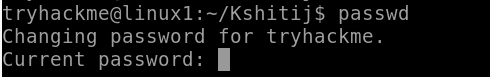 tryhackme@linux1:~/Kshitij$ passwd
Changing password for tryhackme.
Current password: